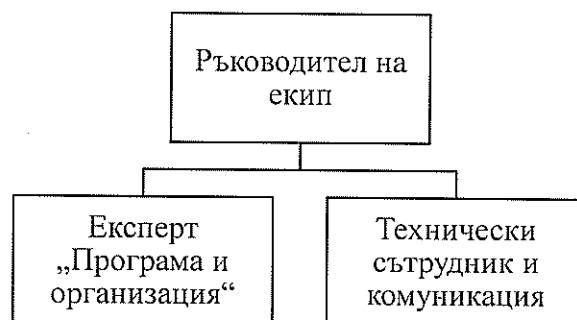 Ръководител на
екип
Експерт
„Програма и
организация“
Технически
сътрудник и
комуникация